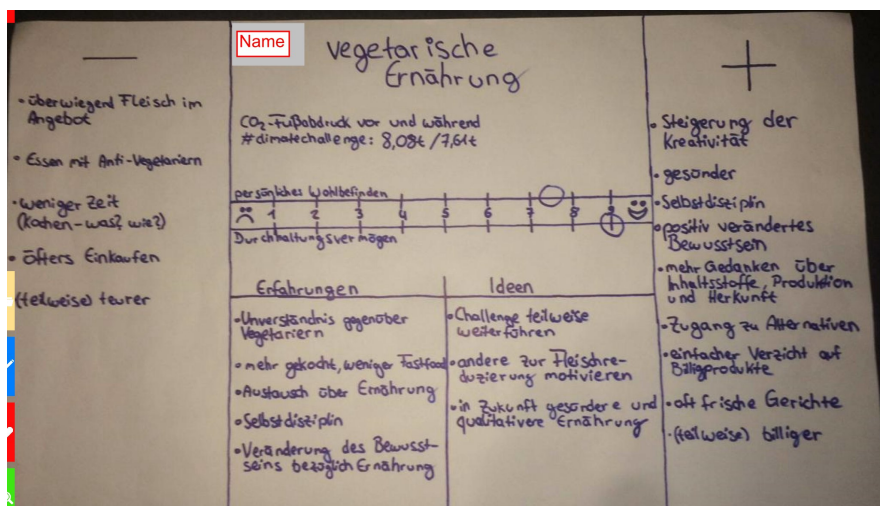 —
• überwiegend Fleisch im
Angebot
• Essen mit Anti-Vegetariern
• weniger Zeit
(Kochen-was? wie?)
• öfters Einkaufen
(teilweise) teurer
Name
vegetarische
Ernährung
CO₂-Fußabdruck vor und während
#climatechallenge: 8,08t /7,61t
persönliches Wohlbefinden
1 2 3 4 5 6 7 8 9
Durchhaltungsvermögen
Erfahrungen
• Unverständnis gegenüber
Vegetariern
• mehr gekocht, weniger Fastfood
• Austausch über Ernährung
• Selbstdisziplin
• Veränderung des Bewusst-
seins bezüglich Ernährung
Ideen
• Challenge teilweise
weiterführen
• andere zur Fleischre-
duzierung motivieren
• in Zukunft gesündere und
qualitativere Ernährung
+
• Steigerung der
Kreativität
• gesünder
• Selbstdisziplin
• positiv verändertes
Bewusstsein
• mehr Gedanken über
Inhaltsstoffe, Produktion
und Herkunft
• Zugang zu Alternativen
• einfacher Verzicht auf
Billigprodukte
• oft frische Gerichte
• (teilweise) billiger